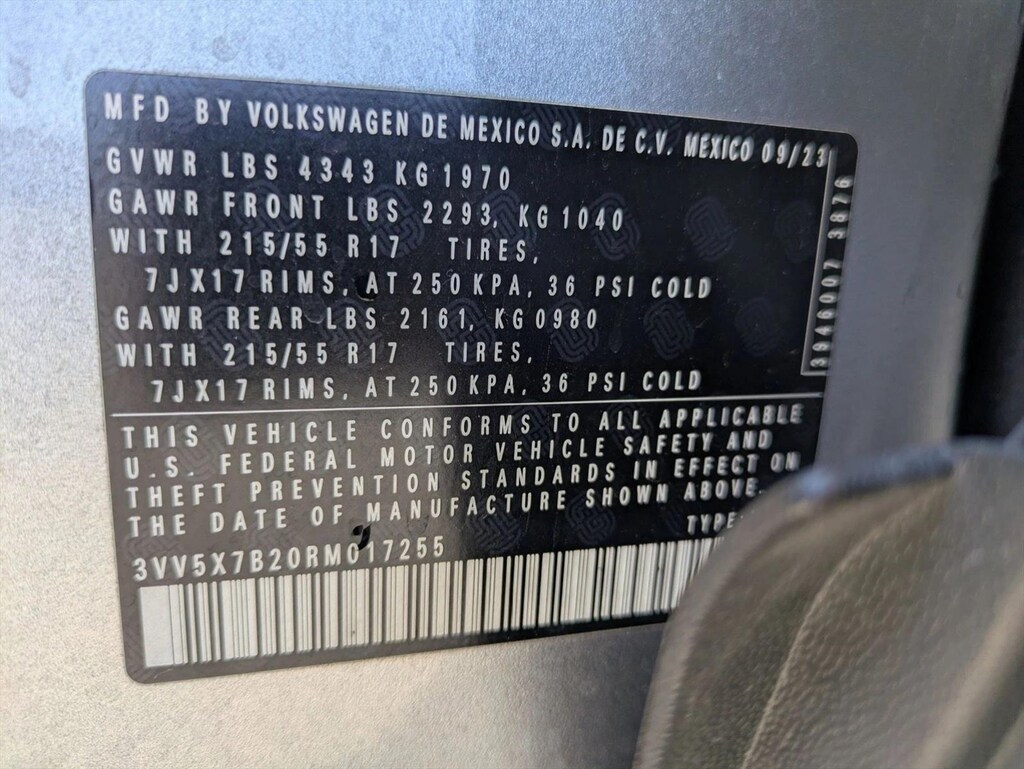 MFD BY VOLKSWAGEN DE MEXICO S.A. DE C.V. MEXICO 09/23
GVWR LBS 4343 KG 1970
GAWR FRONT LBS 2293, KG 1040
WITH 215/55 R17 TIRES,
7JX17 RIMS, AT 250 KPA, 36 PSI COLD
GAWR REAR LBS 2161, KG 0980
WITH 215/55 R17 TIRES,
7JX17 RIMS, AT 250 KPA, 36 PSI COLD
3946007 3876
THIS VEHICLE CONFORMS TO ALL APPLICABLE
U.S. FEDERAL MOTOR VEHICLE SAFETY AND
THEFT PREVENTION STANDARDS IN EFFECT ON
THE DATE OF MANUFACTURE SHOWN ABOVE.
TYPE
3VV5X7B20RM017255